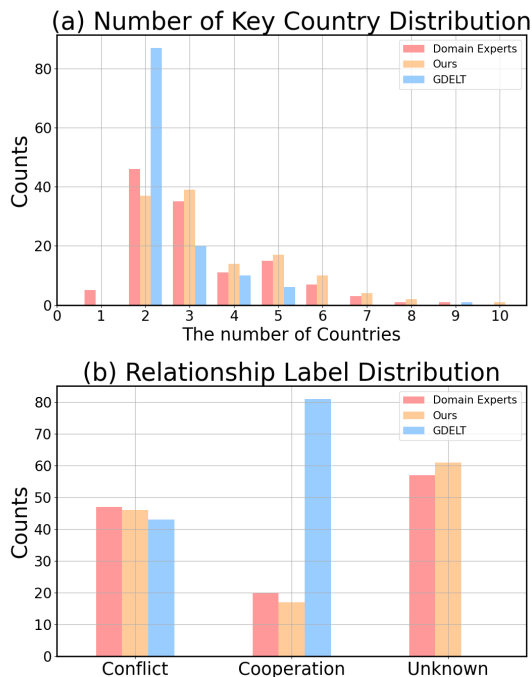 (a) Number of Key Country Distribution
Domain Experts
Ours
GDELT
Counts
80
60
40
20
0
0 1 2 3 4 5 6 7 8 9 10
The number of Countries
(b) Relationship Label Distribution
Domain Experts
Ours
GDELT
Counts
80
70
60
50
40
30
20
10
0
Conflict Cooperation Unknown